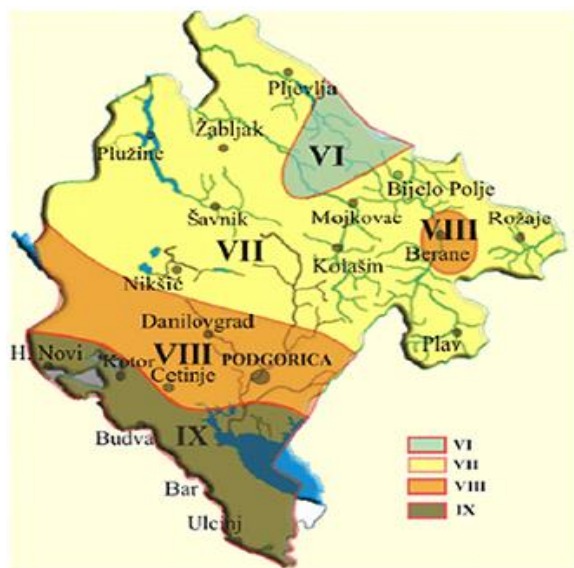 Pljevlja
Žabljak
Plužine
VI
Bijelo Polje
Šavnik
Mojkovac
VIII
Rožaje
VII
Berane
Kolašin
Nikšić
Danilovgrad
Plav
H. Novi
VIII
PODGORICA
Kotor
Cetinje
IX
Budva
Bar
Ulcinj
VI
VII
VIII
IX